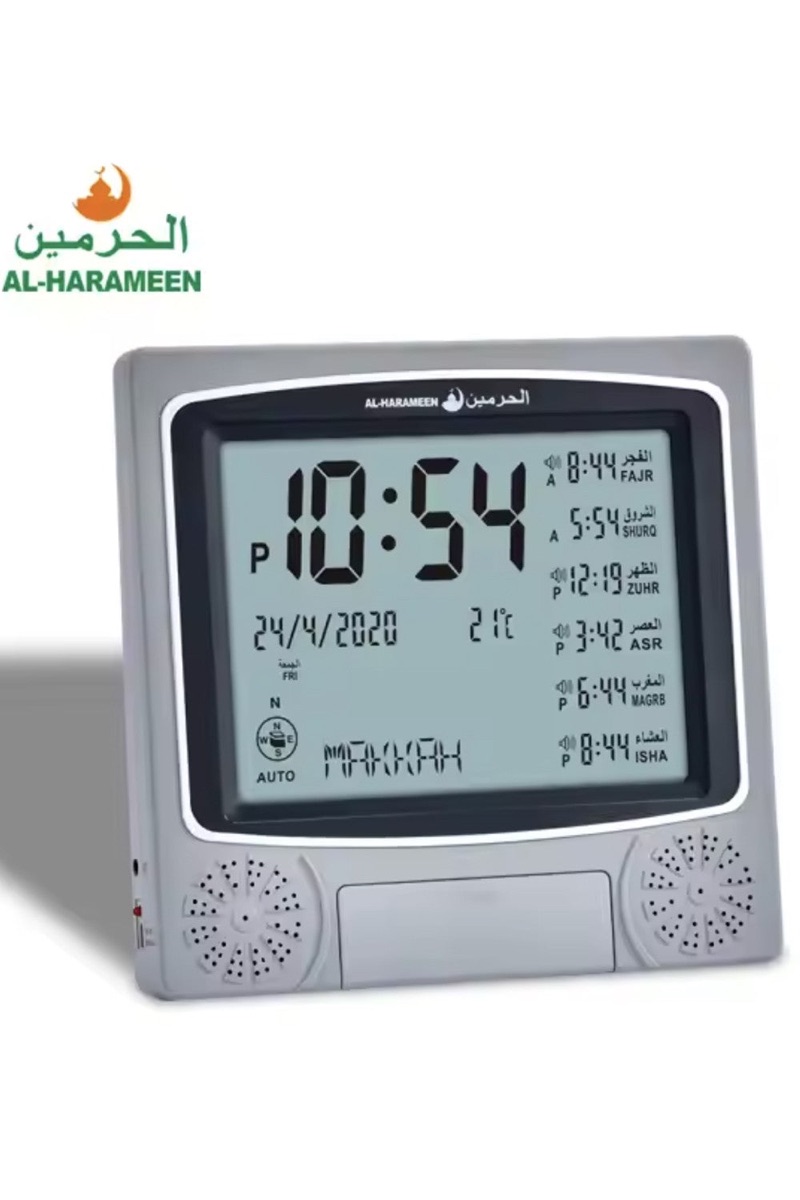 الحرمين
AL-HARAMEEN
AL-HARAMEEN الحرمين
P 10:54
24/4/2020 21°C
الجمعة
FRI
N
N
W E
S
AUTO
MAKKAH
A 8:44 الفجر FAJR
A 5:54 الشروق SHURQ
P 12:19 الظهر ZUHR
P 3:42 العصر ASR
P 6:44 المغرب MAGRB
P 8:44 العشاء ISHA